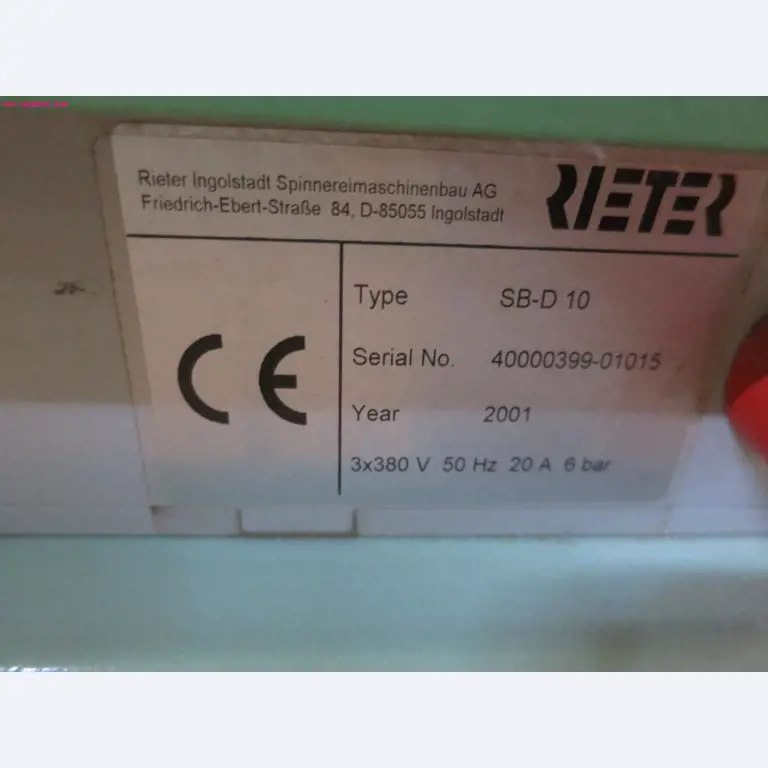 Rieter Ingolstadt Spinnereimaschinenbau AG
Friedrich-Ebert-Straße 84, D-85055 Ingolstadt
RIETER
CE
Type SB-D 10
Serial No. 40000399-01015
Year 2001
3x380 V 50 Hz 20 A 6 bar